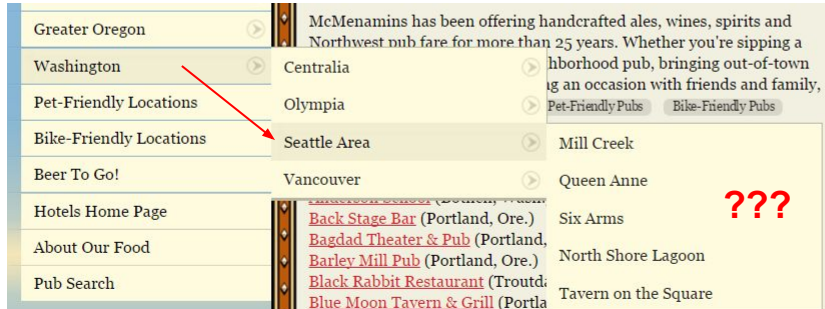 Greater Oregon
Washington
Pet-Friendly Locations
Bike-Friendly Locations
Beer To Go!
Hotels Home Page
About Our Food
Pub Search
Centralia
Olympia
Seattle Area
Vancouver
Mill Creek
Queen Anne
Six Arms
North Shore Lagoon
Tavern on the Square
???
McMenamins has been offering handcrafted ales, wines, spirits and
Northwest pub fare for more than 25 years. Whether you're sipping a
hborhood pub, bringing out-of-town
ng an occasion with friends and family,
Pet-Friendly Pubs Bike-Friendly Pubs
Back Stage Bar (Portland, Ore.)
Bagdad Theater & Pub (Portland,
Barley Mill Pub (Portland, Ore.)
Black Rabbit Restaurant (Troutd
Blue Moon Tavern & Grill (Portla